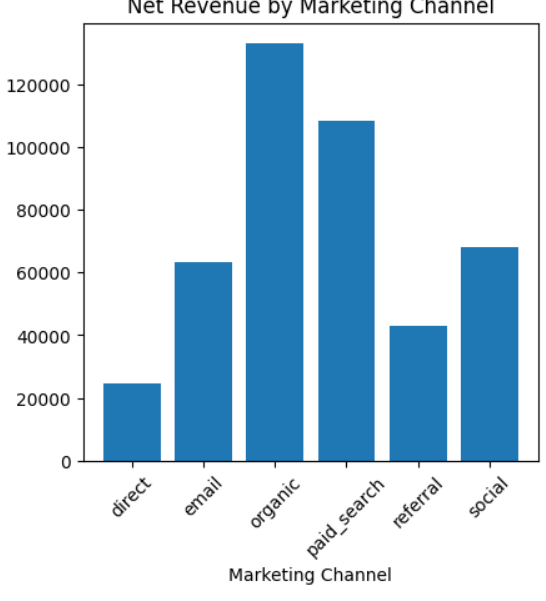 Net Revenue by Marketing Channel
120000
100000
80000
60000
40000
20000
0
direct
email
organic
paid_search
referral
social
Marketing Channel